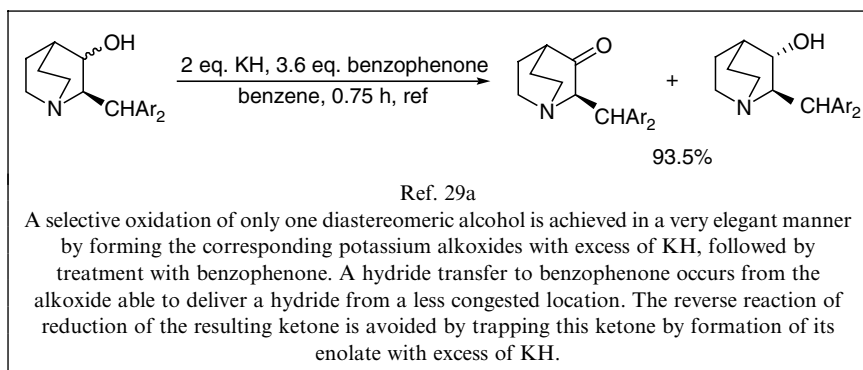 OH
N
CHAr2
2 eq. KH, 3.6 eq. benzophenone
benzene, 0.75 h, ref
O
N
CHAr2
+
OH
N
CHAr2
93.5%
Ref. 29a
A selective oxidation of only one diastereomeric alcohol is achieved in a very elegant manner
by forming the corresponding potassium alkoxides with excess of KH, followed by
treatment with benzophenone. A hydride transfer to benzophenone occurs from the
alkoxide able to deliver a hydride from a less congested location. The reverse reaction of
reduction of the resulting ketone is avoided by trapping this ketone by formation of its
enolate with excess of KH.